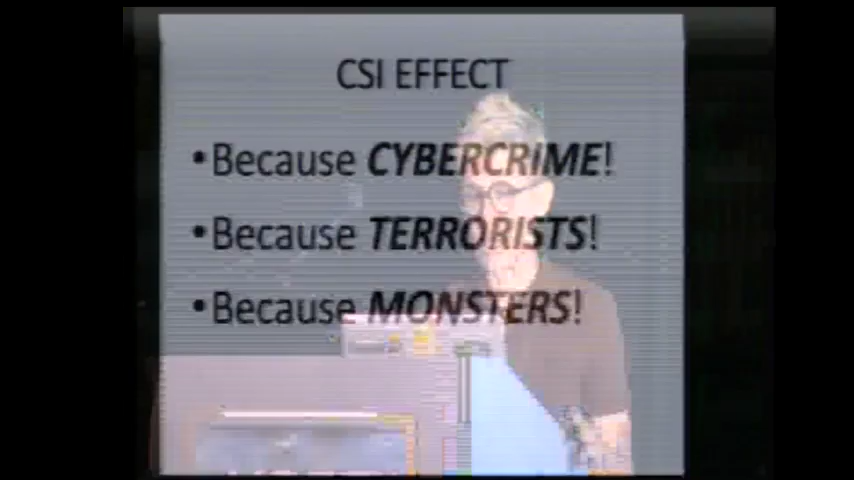 CSI EFFECT
•Because CYBERCRIME!
•Because TERRORISTS!
•Because MONSTERS!